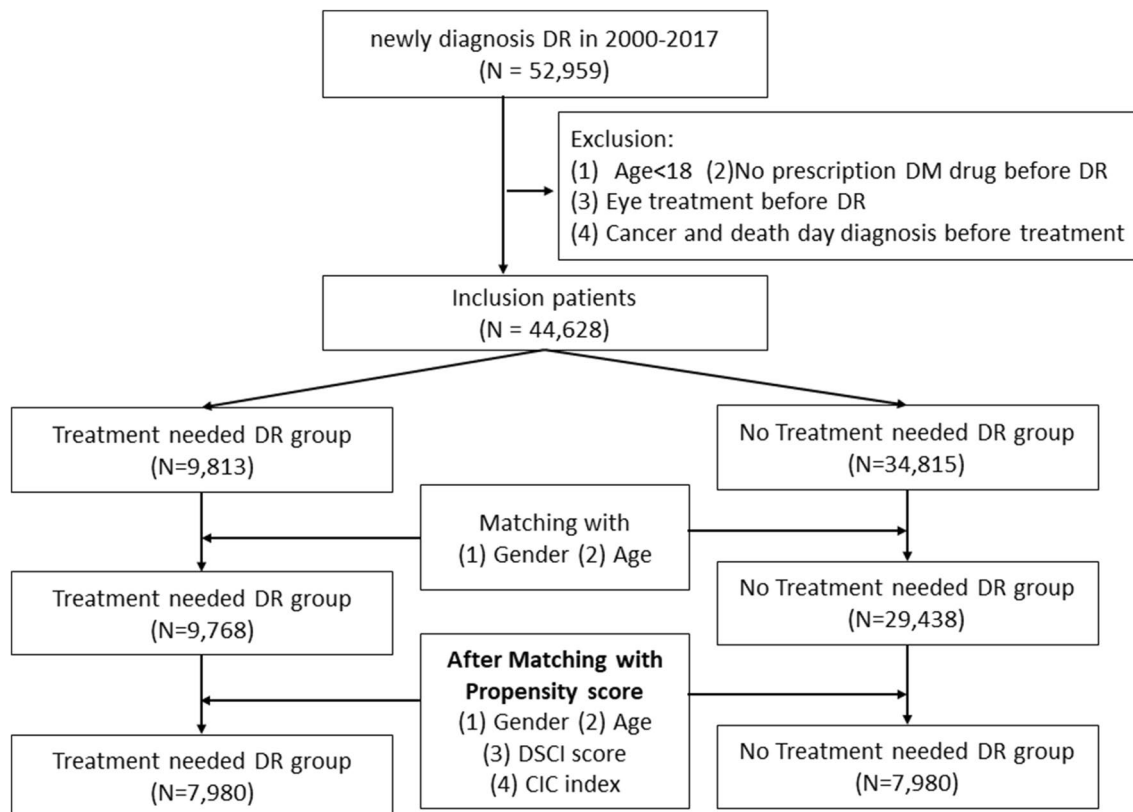 newly diagnosis DR in 2000-2017
(N = 52,959)
Exclusion:
(1) Age<18 (2)No prescription DM drug before DR
(3) Eye treatment before DR
(4) Cancer and death day diagnosis before treatment
Inclusion patients
(N = 44,628)
Treatment needed DR group
(N=9,813)
No Treatment needed DR group
(N=34,815)
Matching with
(1) Gender (2) Age
Treatment needed DR group
(N=9,768)
No Treatment needed DR group
(N=29,438)
After Matching with
Propensity score
(1) Gender (2) Age
(3) DSCI score
(4) CIC index
Treatment needed DR group
(N=7,980)
No Treatment needed DR group
(N=7,980)